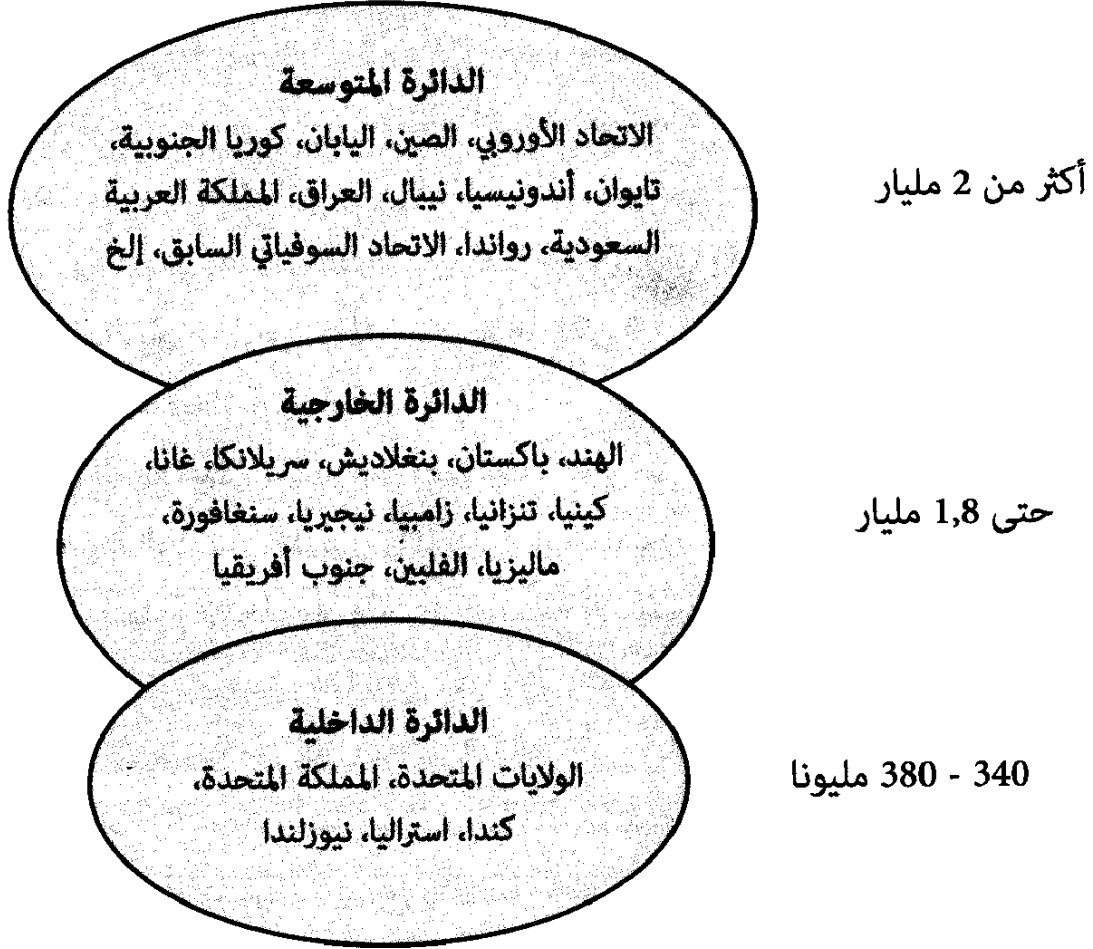 الدائرة المتوسعة
الاتحاد الأوروبي، الصين، اليابان، كوريا الجنوبية،
تايوان، أندونيسيا، نيبال، العراق، المملكة العربية
السعودية، رواندا، الاتحاد السوفياتي السابق، إلخ
أكثر من 2 مليار
الدائرة الخارجية
الهند، باكستان، بنغلاديش، سريلانكا، غانا،
كينيا، تنزانيا، زامبيا، نيجيريا، سنغافورة،
ماليزيا، الفلبين، جنوب أفريقيا
حتى 1,8 مليار
الدائرة الداخلية
الولايات المتحدة، المملكة المتحدة،
كندا، استراليا، نيوزلندا
340 - 380 مليونا